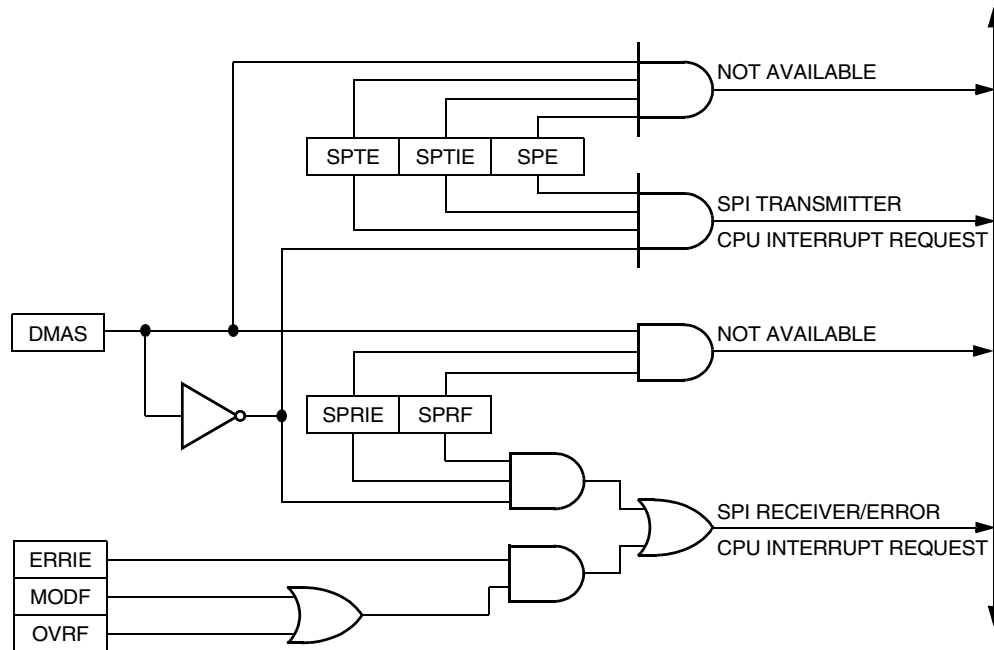 NOT AVAILABLE
SPTE SPTIE SPE
SPI TRANSMITTER
CPU INTERRUPT REQUEST
DMAS
NOT AVAILABLE
SPRIE SPRF
SPI RECEIVER/ERROR
CPU INTERRUPT REQUEST
ERRIE
MODF
OVRF